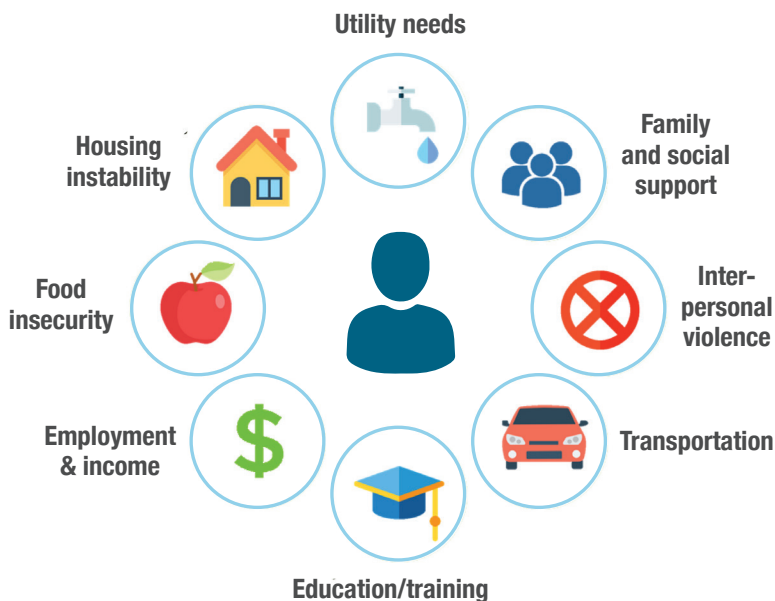 Utility needs
Family
and social
support
Inter-
personal
violence
Transportation
Education/training
Employment
& income
Food
insecurity
Housing
instability